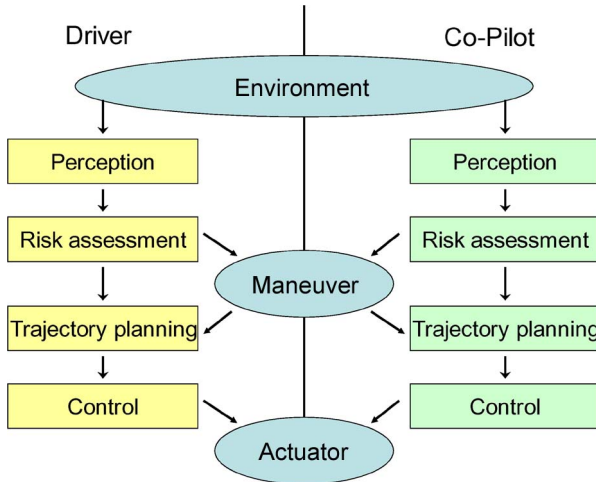 Driver
Co-Pilot
Environment
Perception
Perception
Risk assessment
Risk assessment
Maneuver
Trajectory planning
Trajectory planning
Control
Control
Actuator